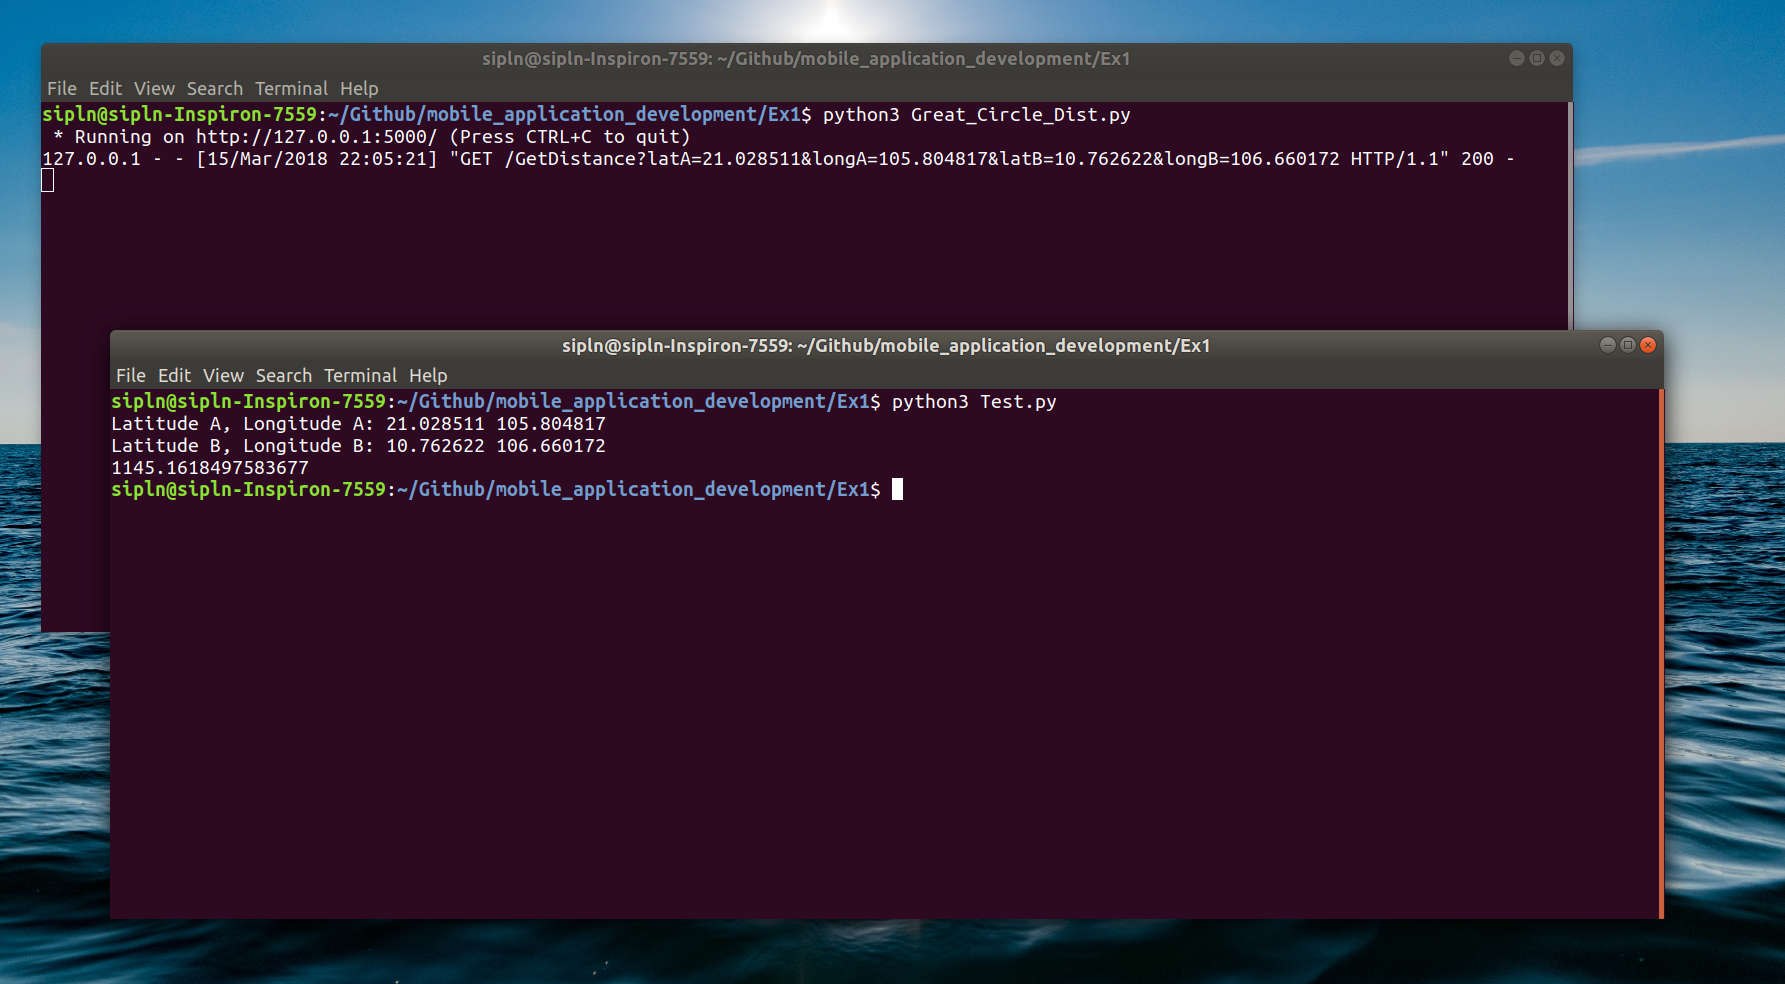 sipln@sipln-Inspiron-7559: ~/Github/mobile_application_development/Ex1
File Edit View Search Terminal Help
sipln@sipln-Inspiron-7559:~/Github/mobile_application_development/Ex1$ python3 Great_Circle_Dist.py
 * Running on http://127.0.0.1:5000/ (Press CTRL+C to quit)
127.0.0.1 - - [15/Mar/2018 22:05:21] "GET /GetDistance?latA=21.028511&longA=105.804817&latB=10.762622&longB=106.660172 HTTP/1.1" 200 -
sipln@sipln-Inspiron-7559: ~/Github/mobile_application_development/Ex1
File Edit View Search Terminal Help
sipln@sipln-Inspiron-7559:~/Github/mobile_application_development/Ex1$ python3 Test.py
Latitude A, Longitude A: 21.028511 105.804817
Latitude B, Longitude B: 10.762622 106.660172
1145.1618497583677
sipln@sipln-Inspiron-7559:~/Github/mobile_application_development/Ex1$